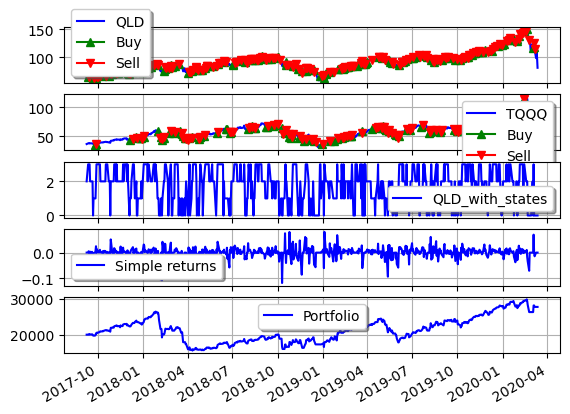 150
100
QLD
Buy
Sell
100
50
TQQQ
Buy
Sell
2
0
QLD_with_states
0.0
−0.1
Simple returns
30000
20000
Portfolio
2017-10 2018-01 2018-04 2018-07 2018-10 2019-01 2019-04 2019-07 2019-10 2020-01 2020-04